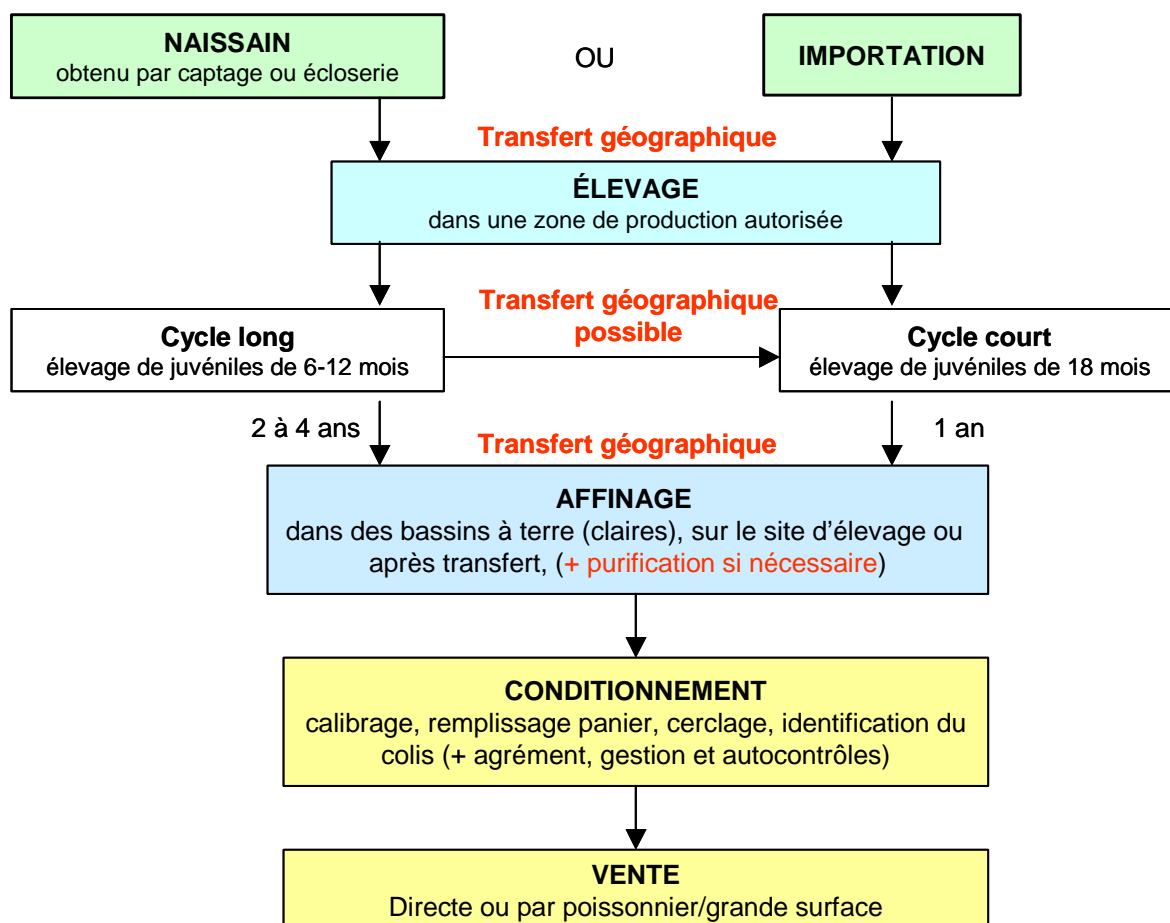 NAISSAIN
obtenu par captage ou écloserie
OU
IMPORTATION
Transfert géographique
ÉLEVAGE
dans une zone de production autorisée
Transfert géographique
possible
Cycle long
élevage de juvéniles de 6-12 mois
Cycle court
élevage de juvéniles de 18 mois
2 à 4 ans
Transfert géographique
1 an
AFFINAGE
dans des bassins à terre (claires), sur le site d’élevage ou
après transfert, (+ purification si nécessaire)
CONDITIONNEMENT
calibrage, remplissage panier, cerclage, identification du
colis (+ agrément, gestion et autocontrôles)
VENTE
Directe ou par poissonnier/grande surface